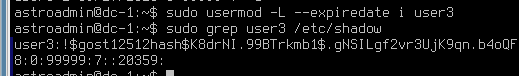 astroadmin@dc-1:~$ sudo usermod -L --expiredate i user3
astroadmin@dc-1:~$ sudo grep user3 /etc/shadow
user3:!$gost12512hash$K8drNI.99BTrkmb1$.gNSILgf2vr3UjK9qn.b4oQF
8:0:99999:7::20359: